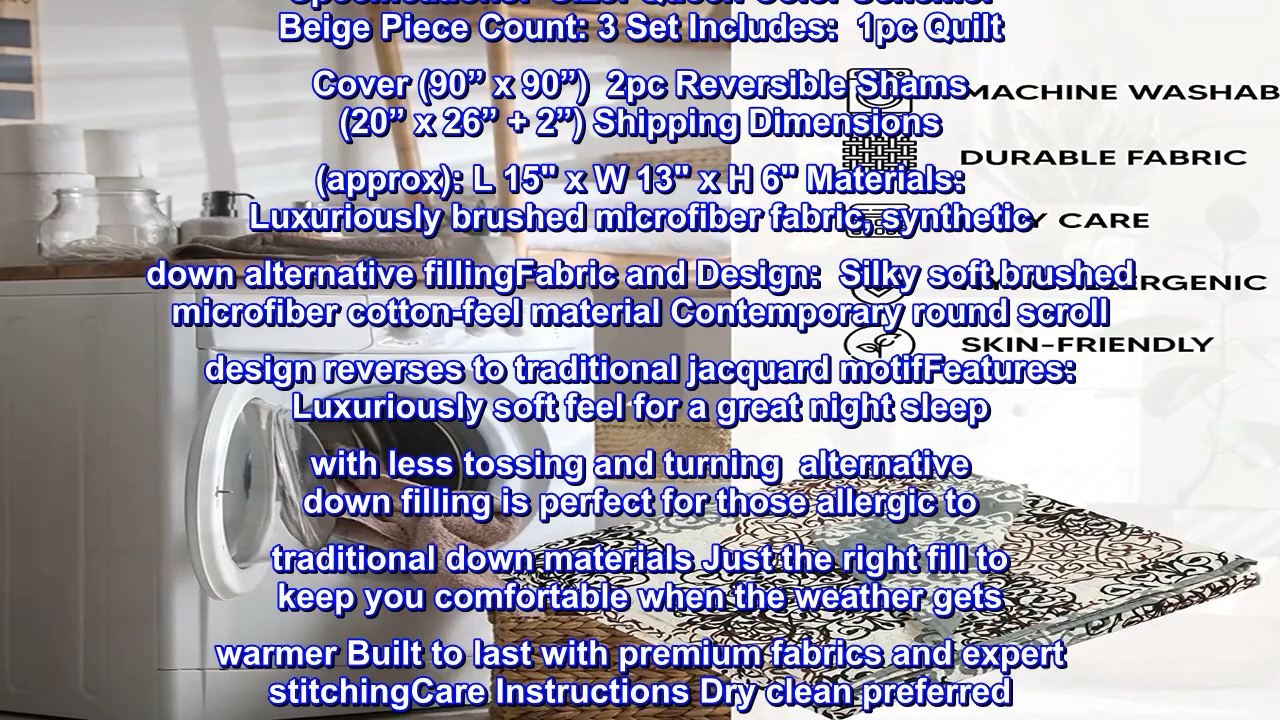 Specifications: Size: Queen Color Scheme:
Beige Piece Count: 3 Set Includes:  1pc Quilt
Cover (90” x 90”)  2pc Reversible Shams
(20” x 26” + 2”) Shipping Dimensions
(approx): L 15" x W 13" x H 6" Materials:
Luxuriously brushed microfiber fabric, synthetic
down alternative fillingFabric and Design:  Silky soft brushed
microfiber cotton-feel material Contemporary round scroll
design reverses to traditional jacquard motifFeatures:
Luxuriously soft feel for a great night sleep
with less tossing and turning  alternative
down filling is perfect for those allergic to
traditional down materials Just the right fill to
keep you comfortable when the weather gets
warmer Built to last with premium fabrics and expert
stitchingCare Instructions Dry clean preferred
MACHINE WASHAB
DURABLE FABRIC
CARE
SKIN-FRIENDLY